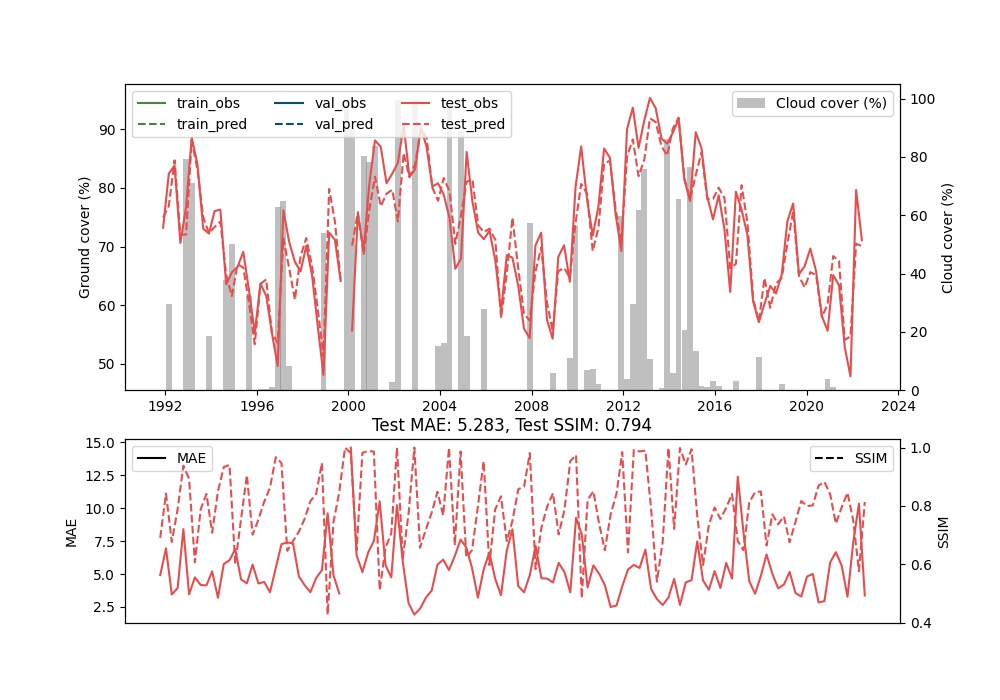 train_obs val_obs test_obs
train_pred val_pred test_pred
Cloud cover (%)
Ground cover (%)
90
80
70
60
50
100
80
60
40
20
0
Cloud cover (%)
1992 1996 2000 2004 2008 2012 2016 2020 2024
Test MAE: 5.283, Test SSIM: 0.794
MAE
SSIM
MAE
15.0
12.5
10.0
7.5
5.0
2.5
1.0
0.8
0.6
0.4
SSIM